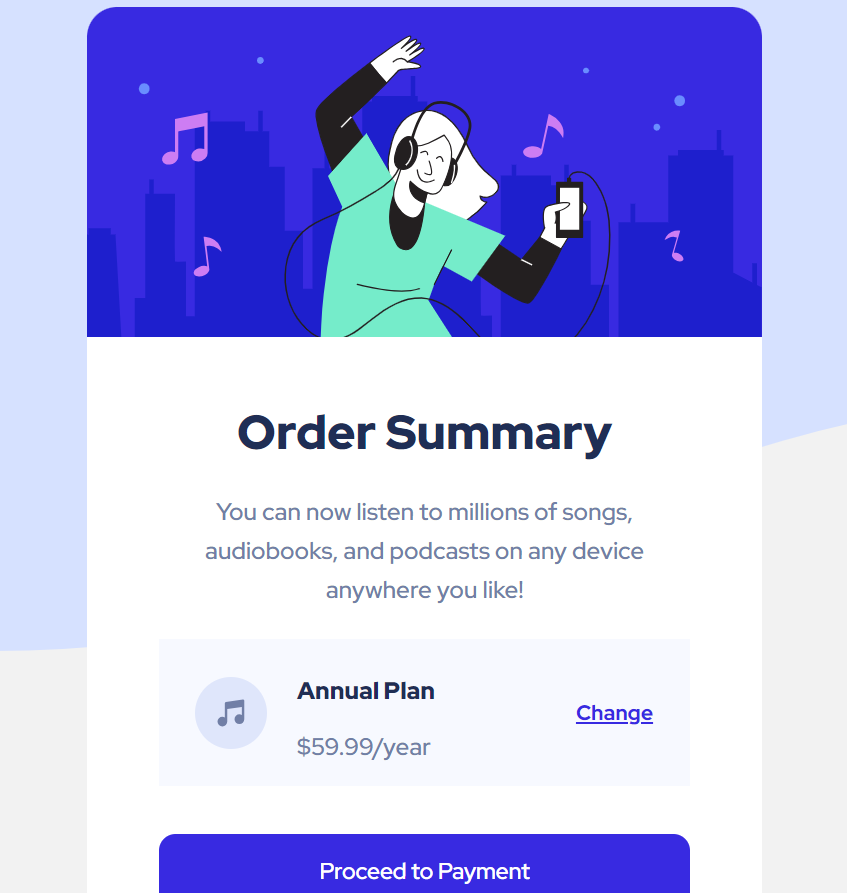 Order Summary
You can now listen to millions of songs,
audiobooks, and podcasts on any device
anywhere you like!
Annual Plan
Change
$59.99/year
Proceed to Payment